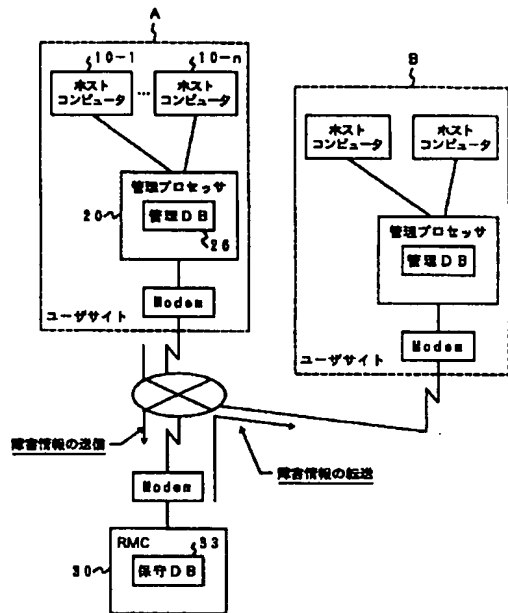 A
10-1
10-n
ホスト
コンピュータ
...
ホスト
コンピュータ
管理プロセッサ
20
管理DB
26
Modem
ユーザサイト
B
ホスト
コンピュータ
ホスト
コンピュータ
管理プロセッサ
管理DB
Modem
ユーザサイト
障害情報の送信
障害情報の転送
Modem
RMC
33
30
保守DB